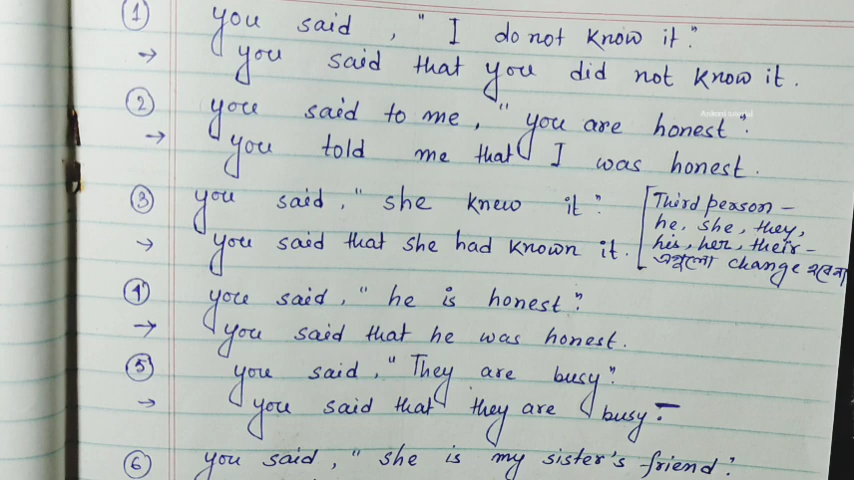 ① you said, "I do not know it".
→ you said that you did not know it.
② you said to me, "you are honest".
→ you told me that I was honest.
③ you said, "she knew it".
→ you said that she had known it.
[Third person -
he, she, they,
his, her, their -
এগুলো change হবেনা
④ you said, "he is honest".
→ you said that he was honest.
⑤ you said, "They are busy".
→ you said that they are busy.
⑥ you said, "she is my sister's friend".